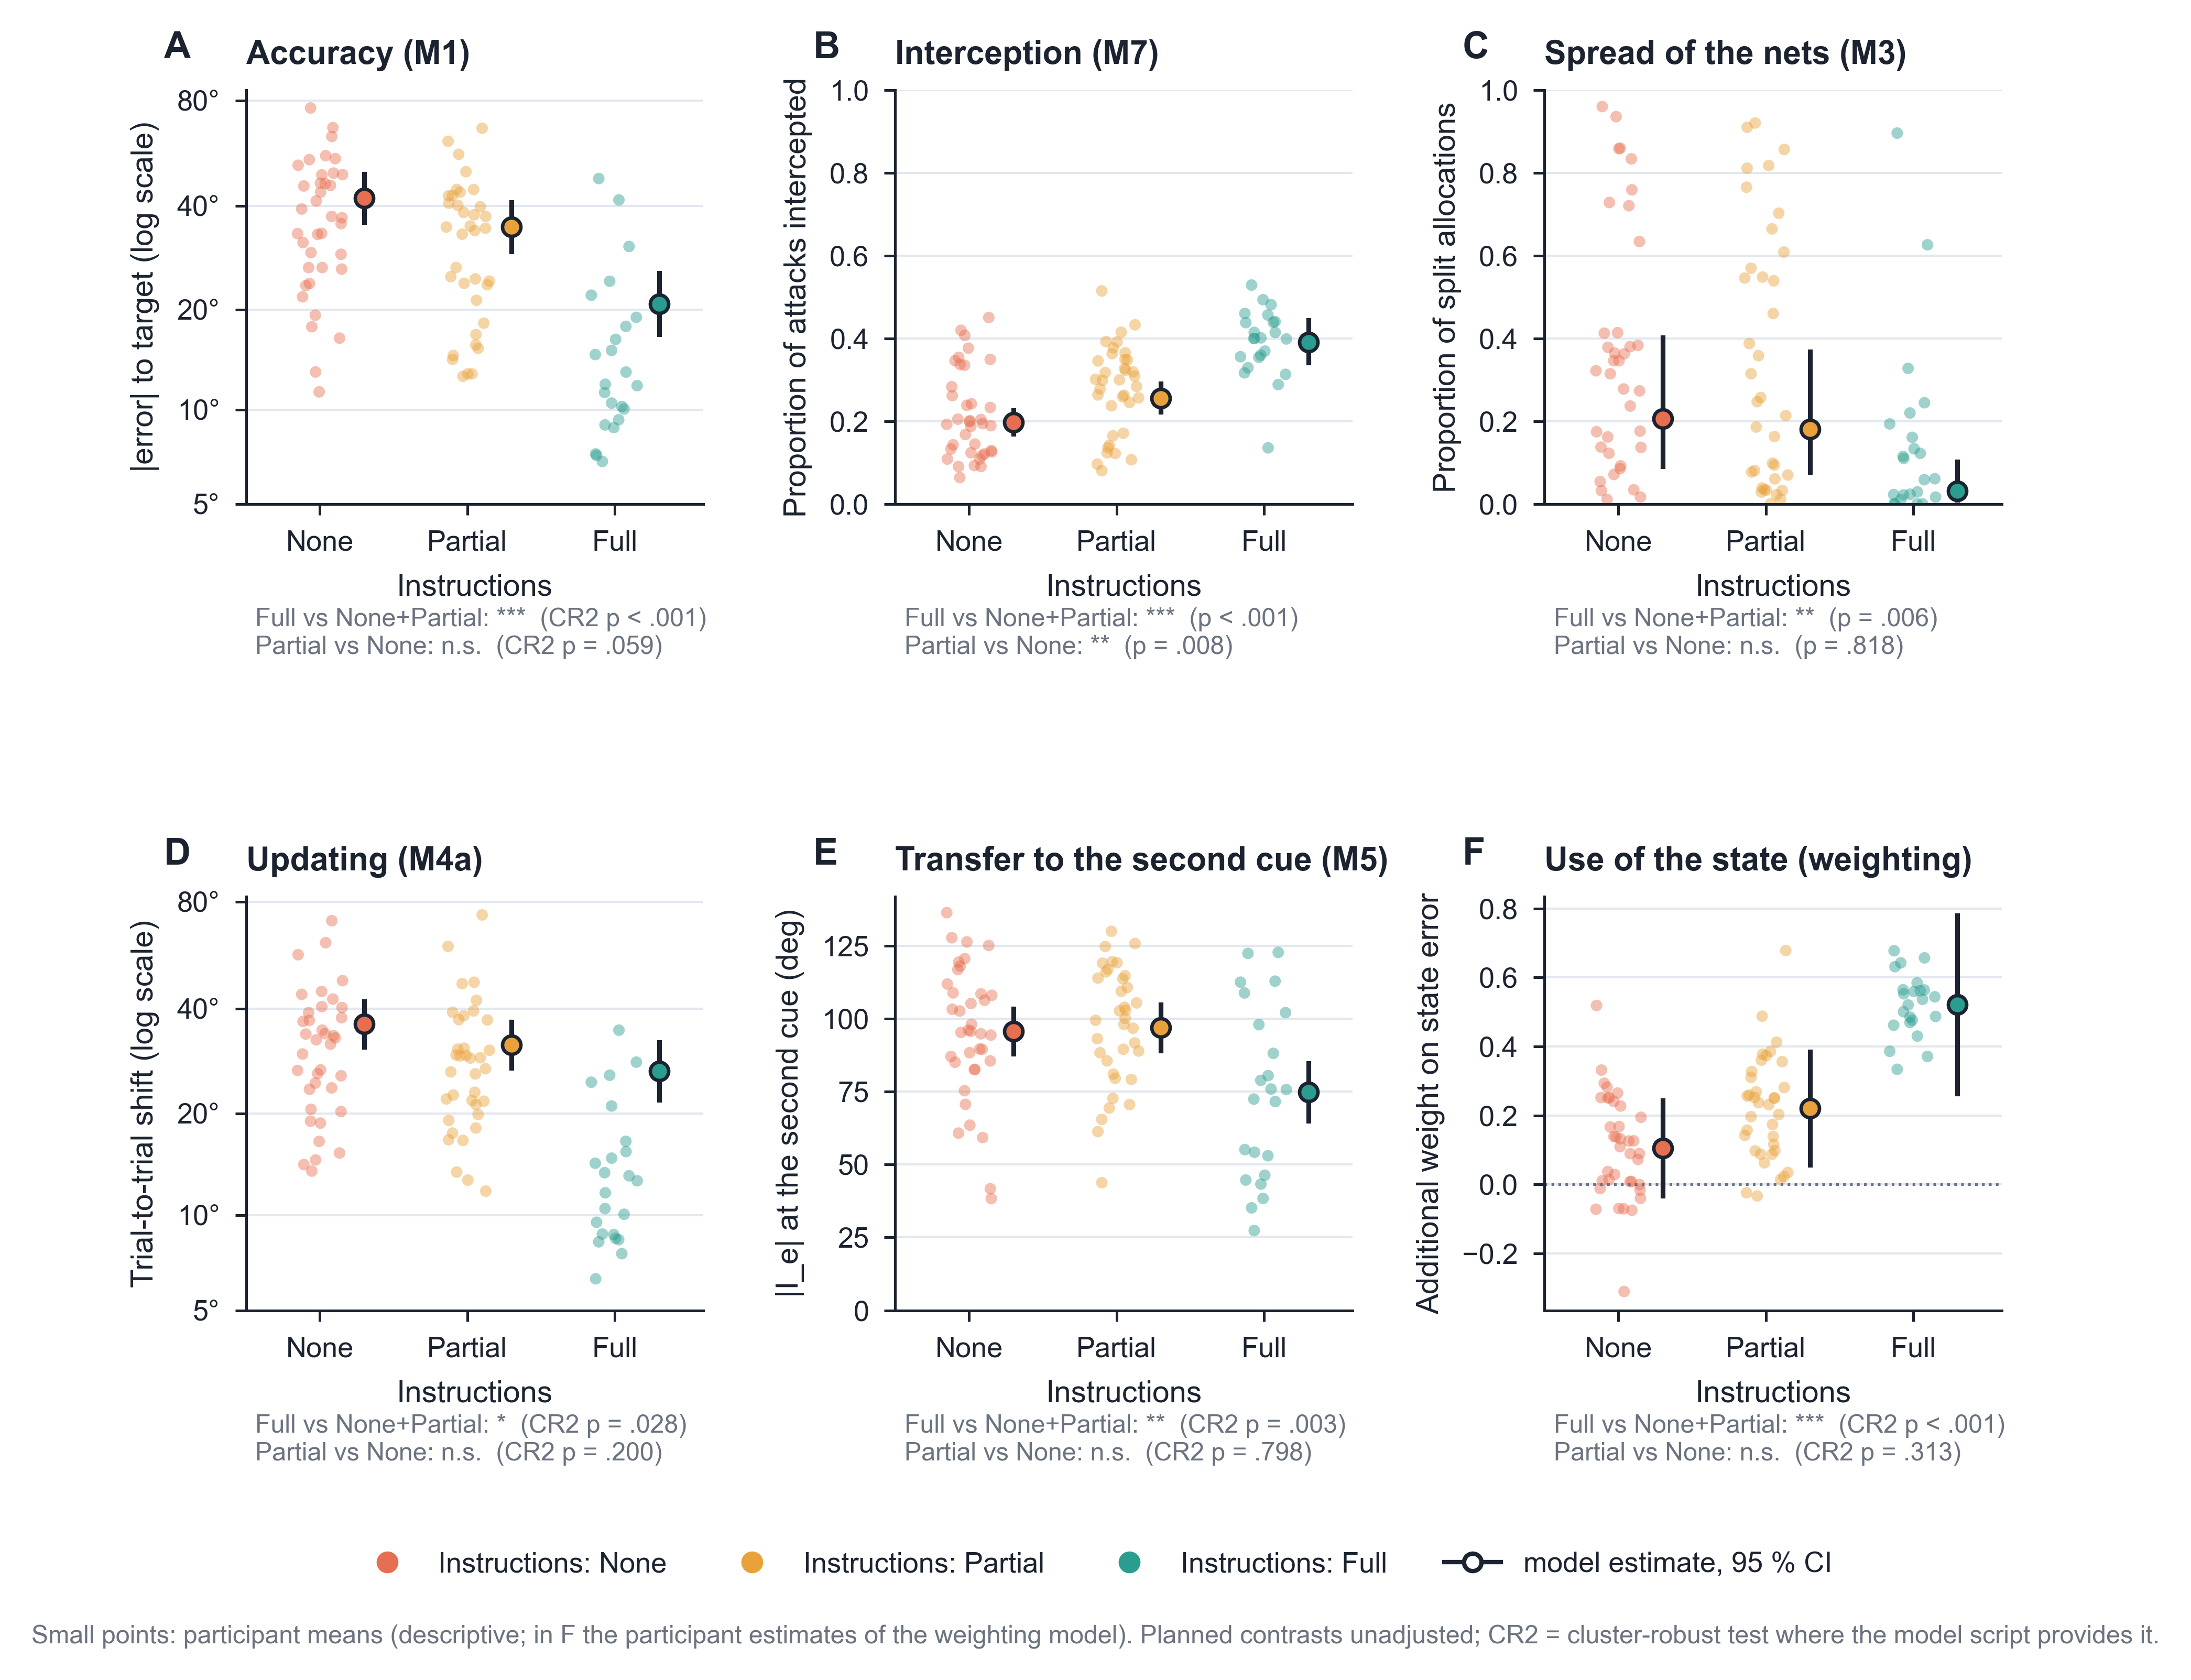 A Accuracy (M1)
80°
40°
20°
10°
5°
|error| to target (log scale)
None Partial Full
Instructions
Full vs None+Partial: *** (CR2 p < .001)
Partial vs None: n.s. (CR2 p = .059)
B Interception (M7)
1.0
0.8
0.6
0.4
0.2
0.0
Proportion of attacks intercepted
None Partial Full
Instructions
Full vs None+Partial: *** (p < .001)
Partial vs None: ** (p = .008)
C Spread of the nets (M3)
1.0
0.8
0.6
0.4
0.2
0.0
Proportion of split allocations
None Partial Full
Instructions
Full vs None+Partial: ** (p = .006)
Partial vs None: n.s. (p = .818)
D Updating (M4a)
80°
40°
20°
10°
5°
Trial-to-trial shift (log scale)
None Partial Full
Instructions
Full vs None+Partial: * (CR2 p = .028)
Partial vs None: n.s. (CR2 p = .200)
E Transfer to the second cue (M5)
125
100
75
50
25
0
|I_e| at the second cue (deg)
None Partial Full
Instructions
Full vs None+Partial: ** (CR2 p = .003)
Partial vs None: n.s. (CR2 p = .798)
F Use of the state (weighting)
0.8
0.6
0.4
0.2
0.0
−0.2
Additional weight on state error
None Partial Full
Instructions
Full vs None+Partial: *** (CR2 p < .001)
Partial vs None: n.s. (CR2 p = .313)
Instructions: None Instructions: Partial Instructions: Full model estimate, 95 % CI
Small points: participant means (descriptive; in F the participant estimates of the weighting model). Planned contrasts unadjusted; CR2 = cluster-robust test where the model script provides it.